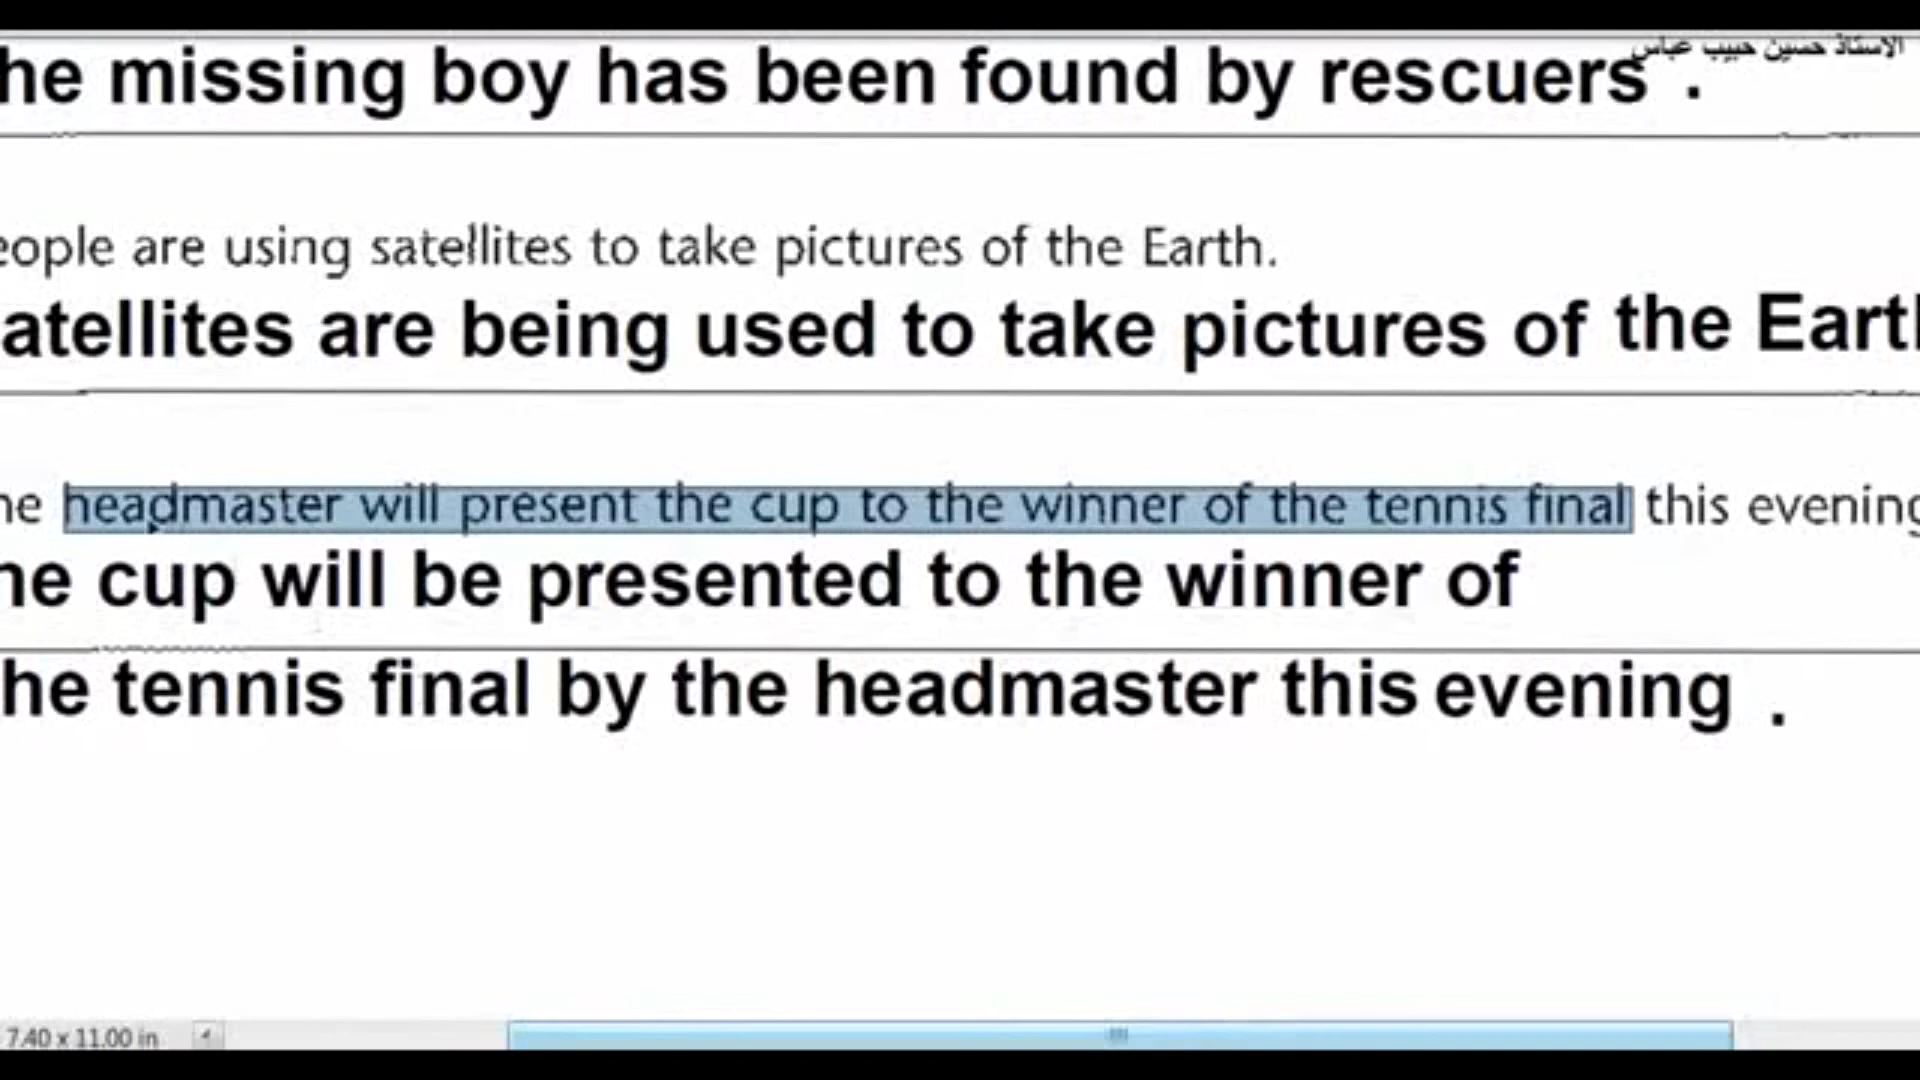 he missing boy has been found by rescuers .
الاستاذ حسين حبيب عباس
eople are using satellites to take pictures of the Earth.
atellites are being used to take pictures of the Eart
he headmaster will present the cup to the winner of the tennis final this evening
he cup will be presented to the winner of
he tennis final by the headmaster this evening .
7.40 x 11.00 in